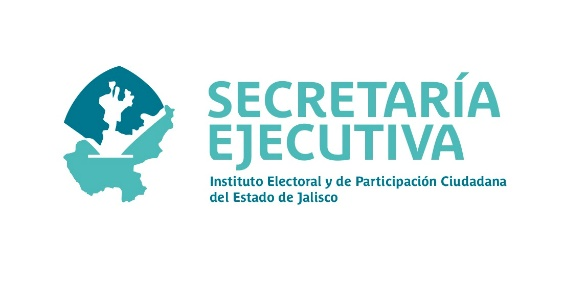 SECRETARÍA
EJECUTIVA
Instituto Electoral y de Participación Ciudadana
del Estado de Jalisco